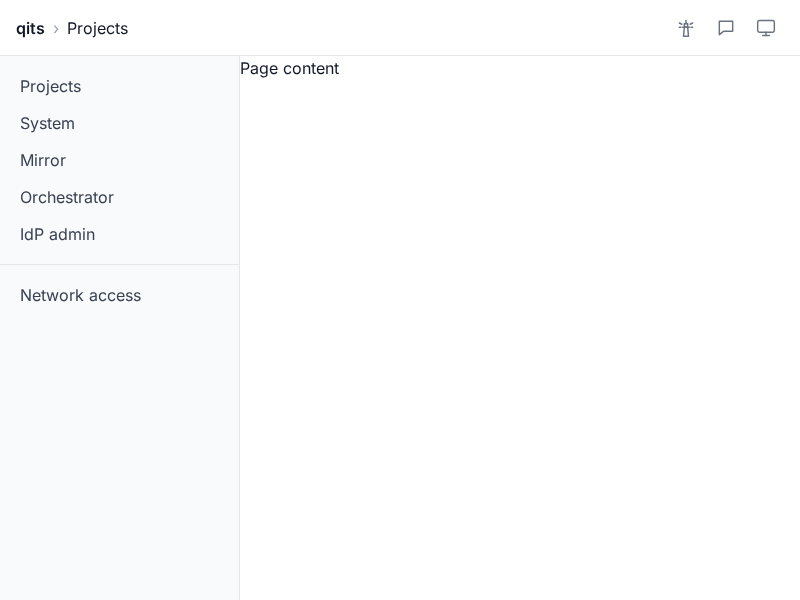 qits › Projects
Projects
System
Mirror
Orchestrator
IdP admin
Network access
Page content